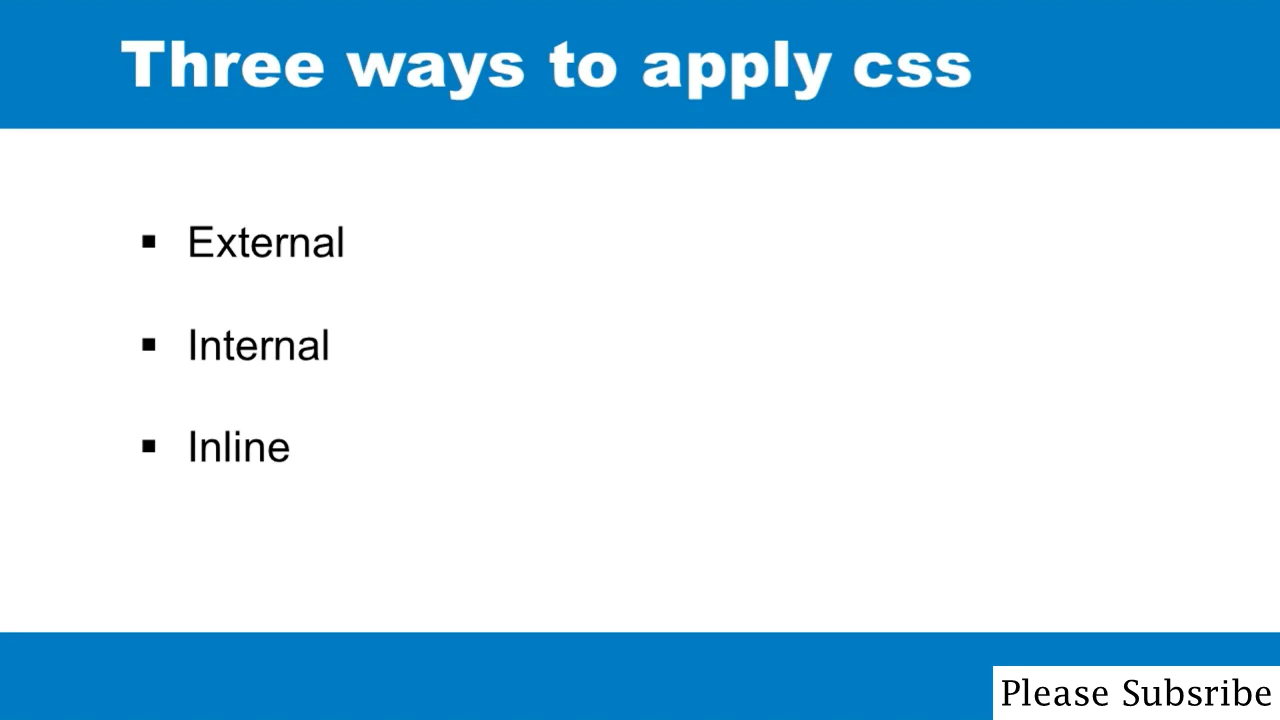 Three ways to apply css
▪ External
▪ Internal
▪ Inline
Please Subsribe